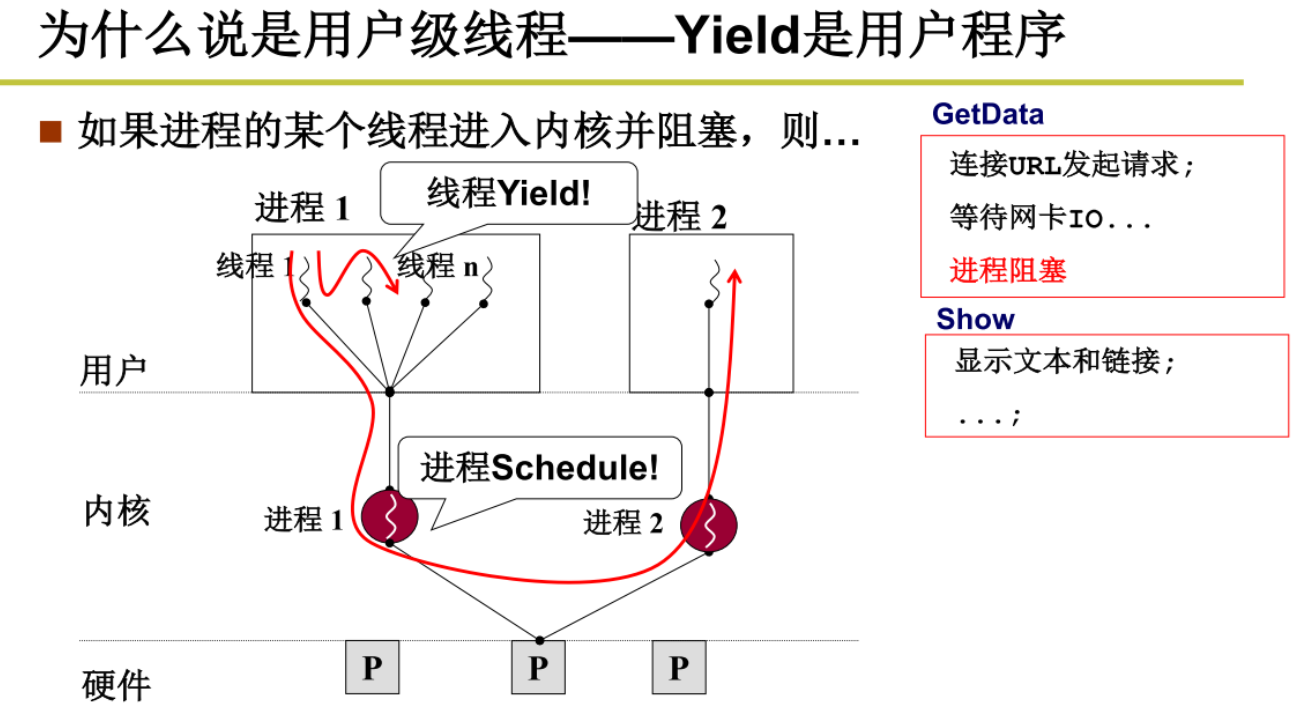 为什么说是用户级线程——Yield是用户程序
如果进程的某个线程进入内核并阻塞，则...
GetData
连接URL发起请求;
等待网卡IO...
进程阻塞
Show
显示文本和链接;
...;
进程 1
线程Yield!
进程 2
线程 1
线程 n
用户
进程Schedule!
内核
进程 1
进程 2
硬件
P
P
P